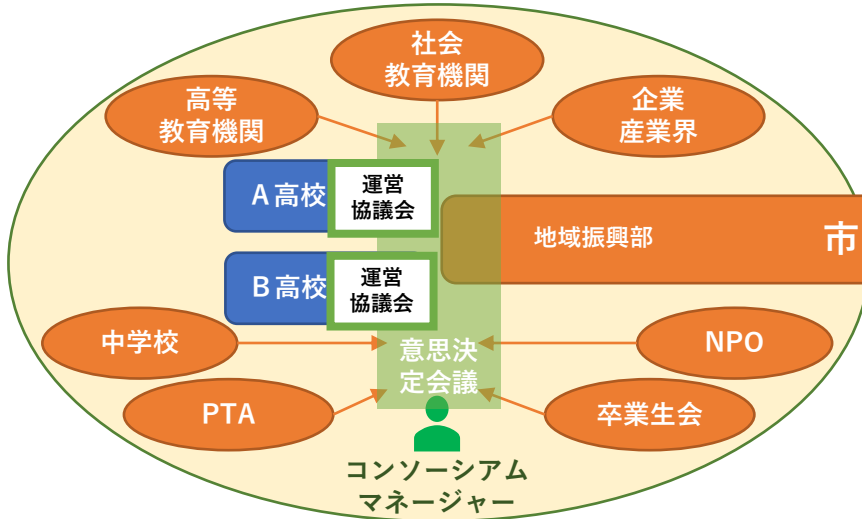 社会
教育機関
高等
教育機関
企業
産業界
A高校
運営
協議会
地域振興部
市
B高校
運営
協議会
中学校
意思決
定会議
NPO
PTA
卒業生会
コンソーシアム
マネージャー